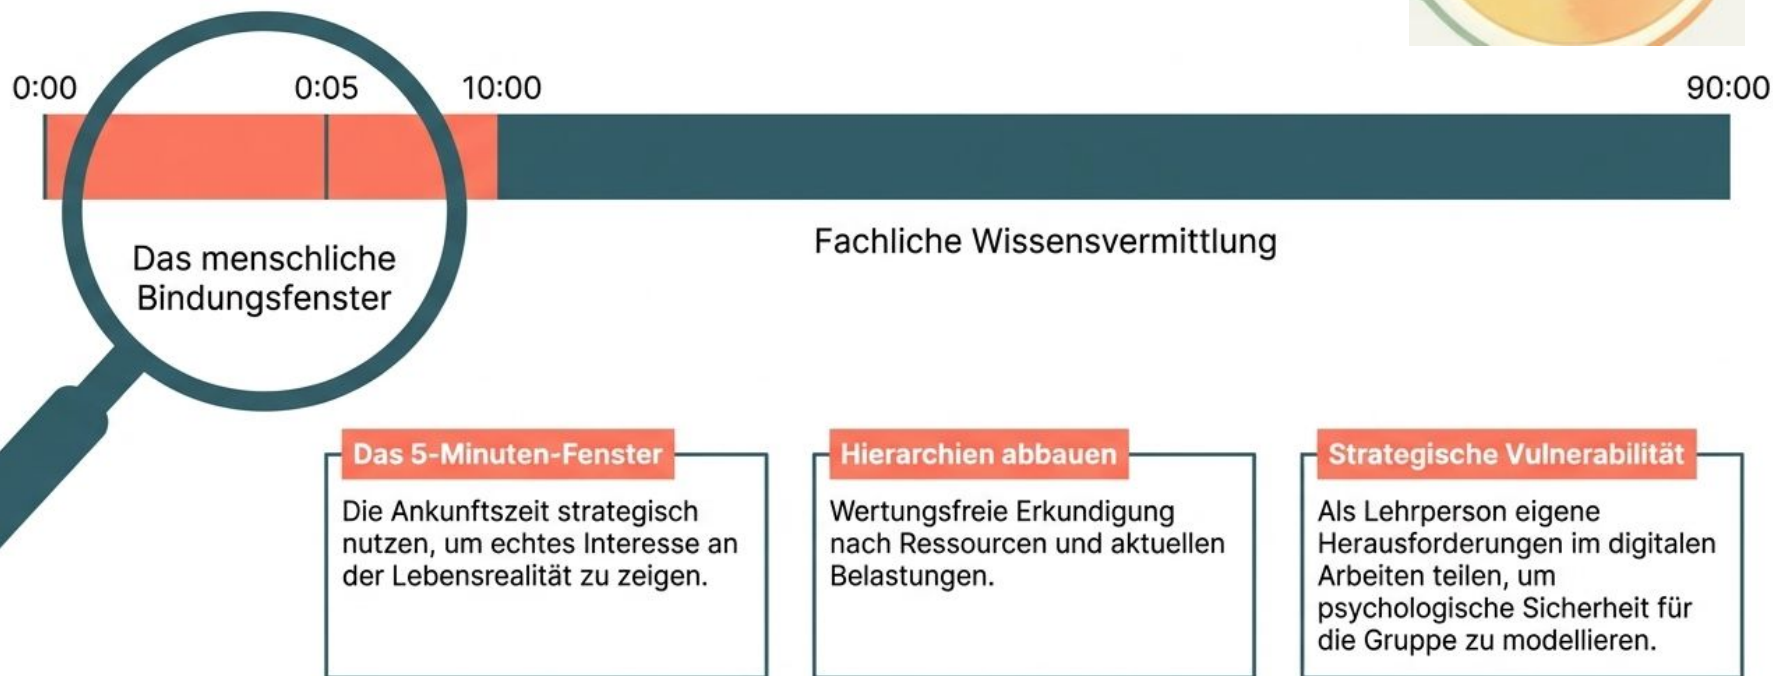 0:00
0:05
10:00
90:00
Das menschliche
Bindungsfenster
Fachliche Wissensvermittlung
Das 5-Minuten-Fenster
Die Ankunftszeit strategisch
nutzen, um echtes Interesse an
der Lebensrealität zu zeigen.
Hierarchien abbauen
Wertungsfreie Erkundigung
nach Ressourcen und aktuellen
Belastungen.
Strategische Vulnerabilität
Als Lehrperson eigene
Herausforderungen im digitalen
Arbeiten teilen, um
psychologische Sicherheit für
die Gruppe zu modellieren.